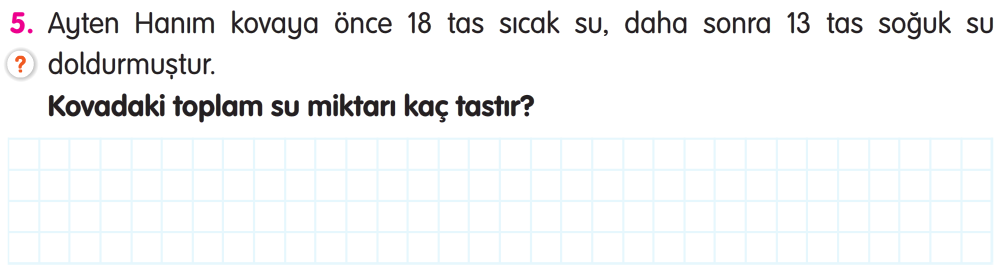 5. Ayten Hanım kovaya önce 18 tas sıcak su, daha sonra 13 tas soğuk su
? doldurmuştur.
Kovadaki toplam su miktarı kaç tastır?